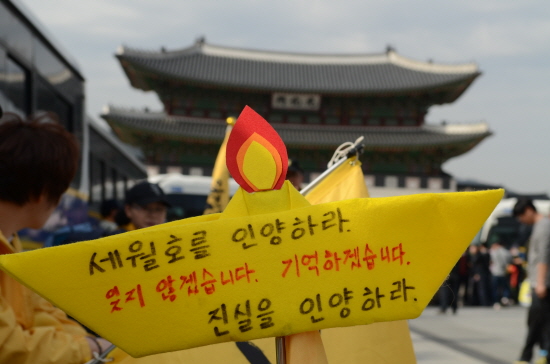 세월호를 인양하라.
잊지 않겠습니다. 기억하겠습니다.
진실을 인양하라.